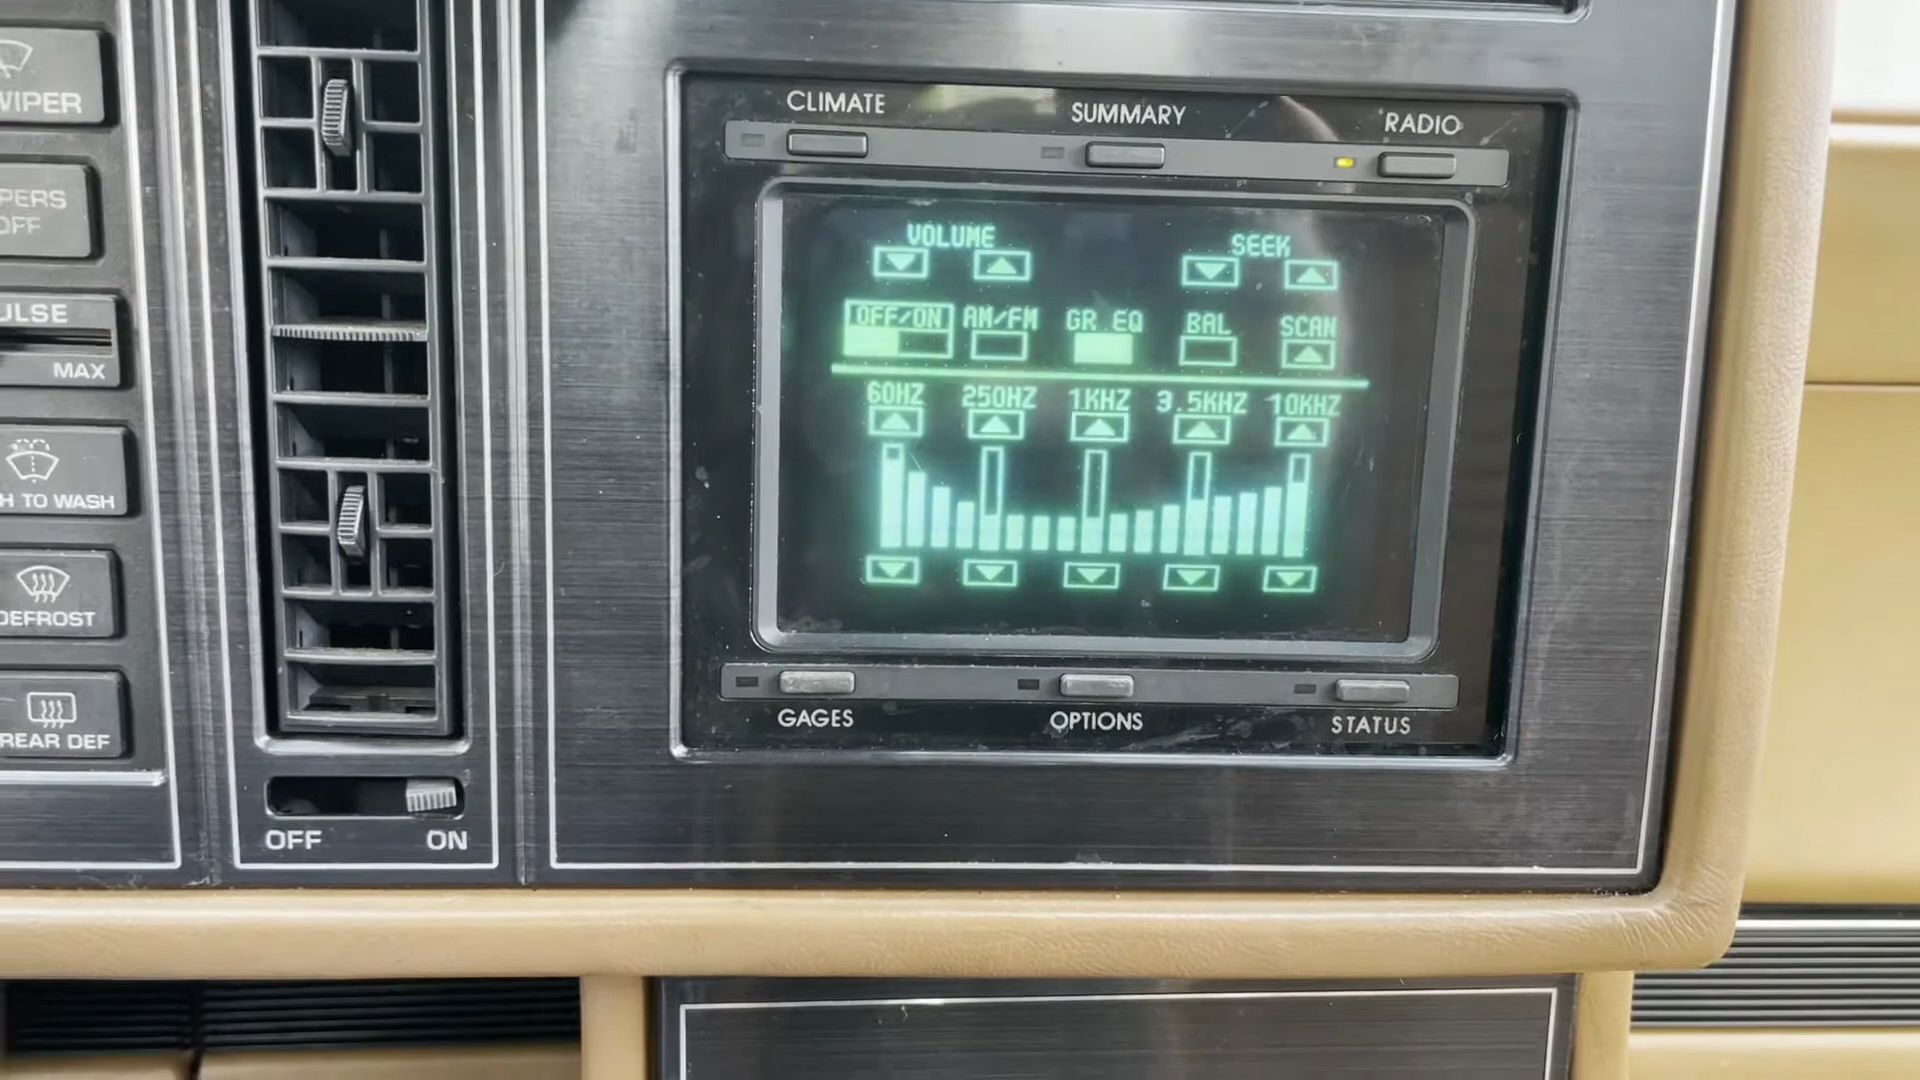 WIPER
PERS
OFF
ULSE
MAX
H TO WASH
DEFROST
REAR DEF
OFF ON
CLIMATE SUMMARY RADIO
VOLUME SEEK
OFF/ON AM/FM GR.EQ BAL SCAN
60HZ 250HZ 1KHZ 3.5KHZ 10KHZ
GAGES OPTIONS STATUS